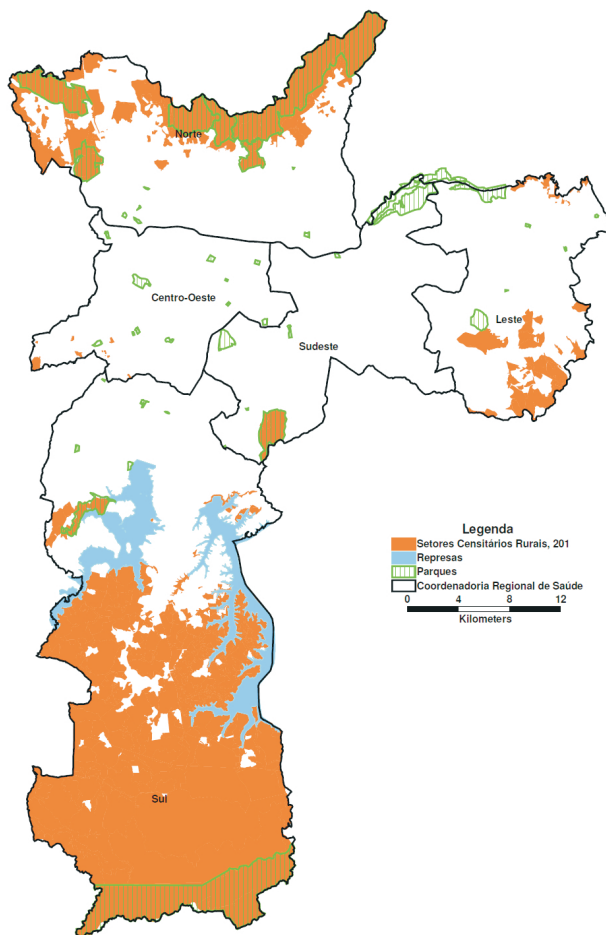 Norte
Centro-Oeste
Leste
Sudeste
Legenda
Setores Censitários Rurais, 201
Represas
Parques
Coordenadoria Regional de Saúde
0 4 8 12
Kilometers
Sul